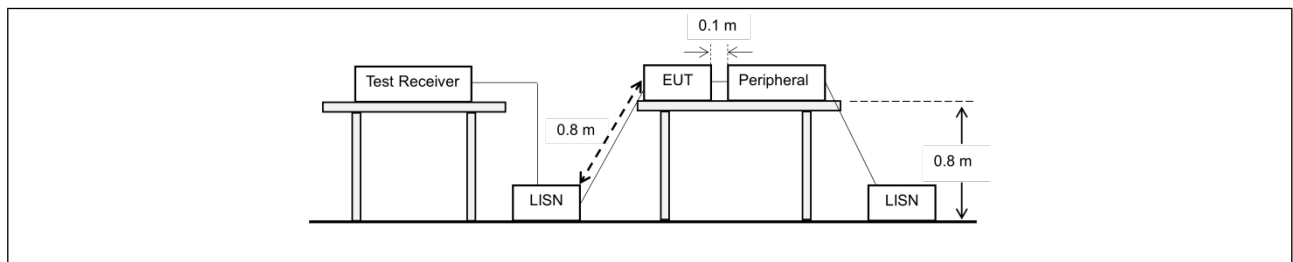 0.1 m
Test Receiver
EUT
Peripheral
0.8 m
0.8 m
LISN
LISN